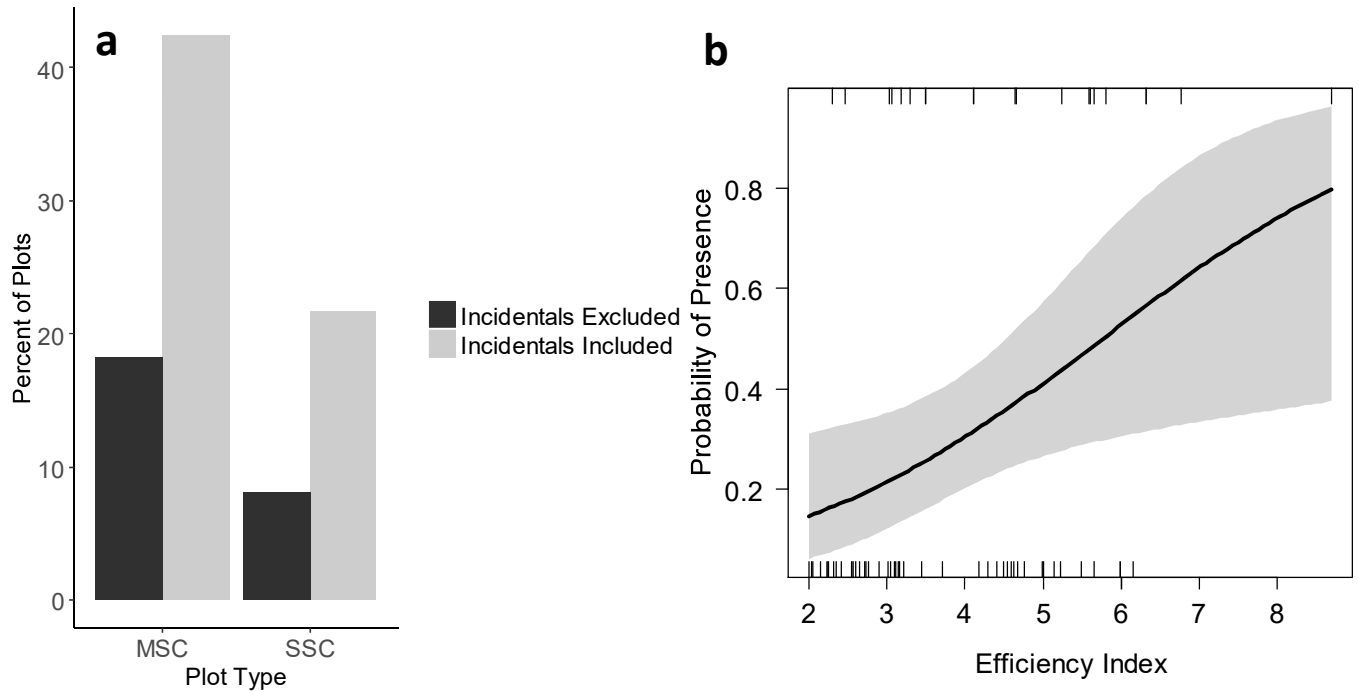 a
Percent of Plots
40
30
20
10
0
MSC SSC
Plot Type
Incidentals Excluded
Incidentals Included
b
Probability of Presence
0.8
0.6
0.4
0.2
2 3 4 5 6 7 8
Efficiency Index